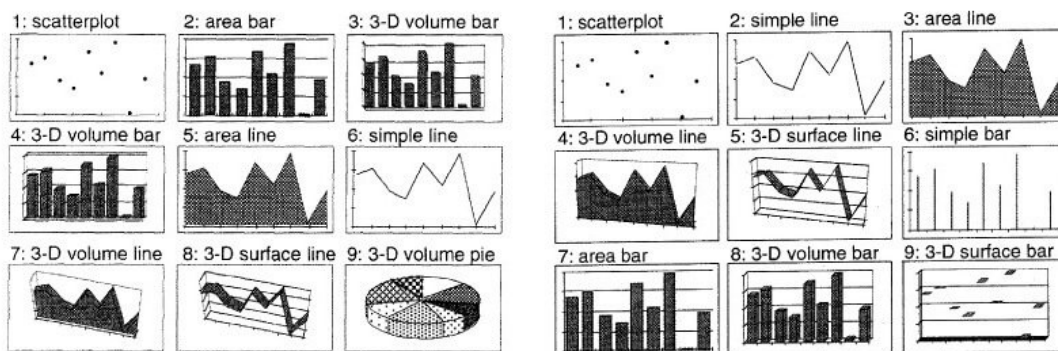 1: scatterplot
2: area bar
3: 3-D volume bar
4: 3-D volume bar
5: area line
6: simple line
7: 3-D volume line
8: 3-D surface line
9: 3-D volume pie
1: scatterplot
2: simple line
3: area line
4: 3-D volume line
5: 3-D surface line
6: simple bar
7: area bar
8: 3-D volume bar
9: 3-D surface bar